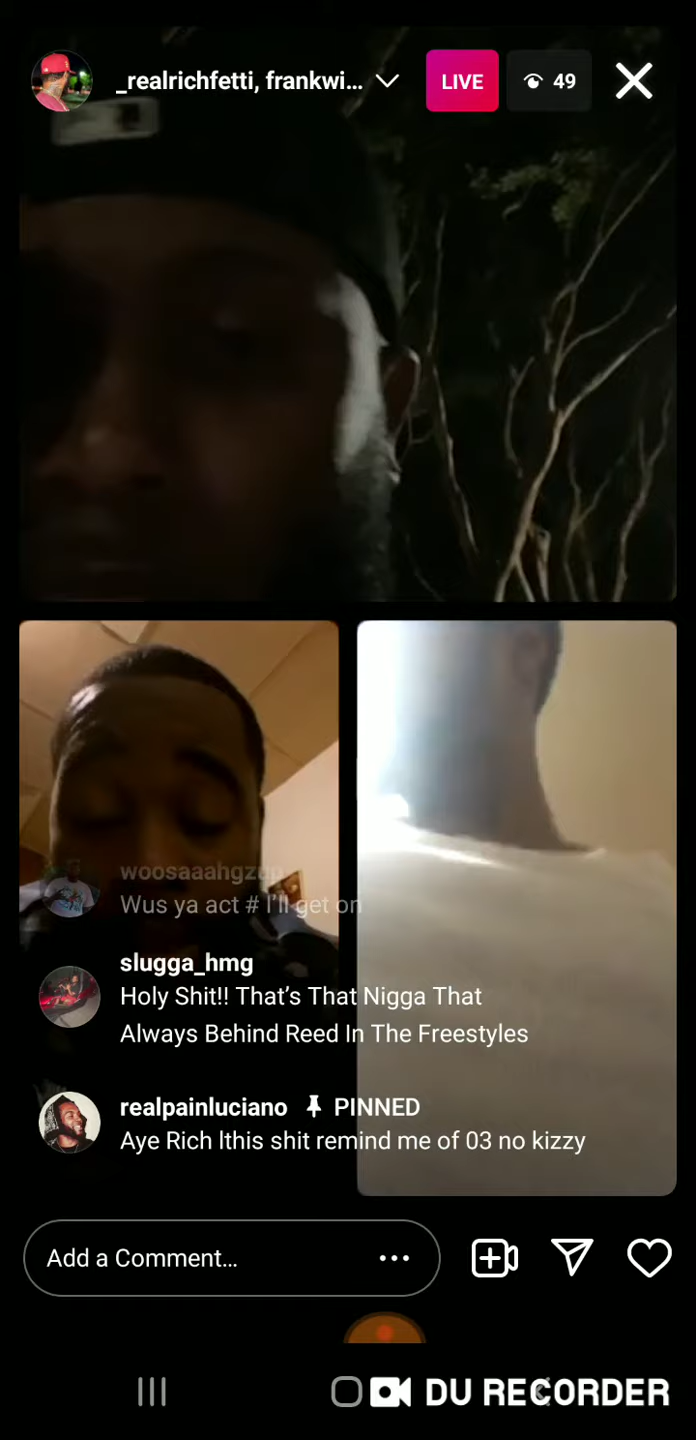 _realrichfetti, frankwi...
LIVE
49
woosaaahgzup
Wus ya act # I'll get on
slugga_hmg
Holy Shit!! That's That Nigga That
Always Behind Reed In The Freestyles
realpainluciano PINNED
Aye Rich lthis shit remind me of 03 no kizzy
Add a Comment...
DU RECORDER